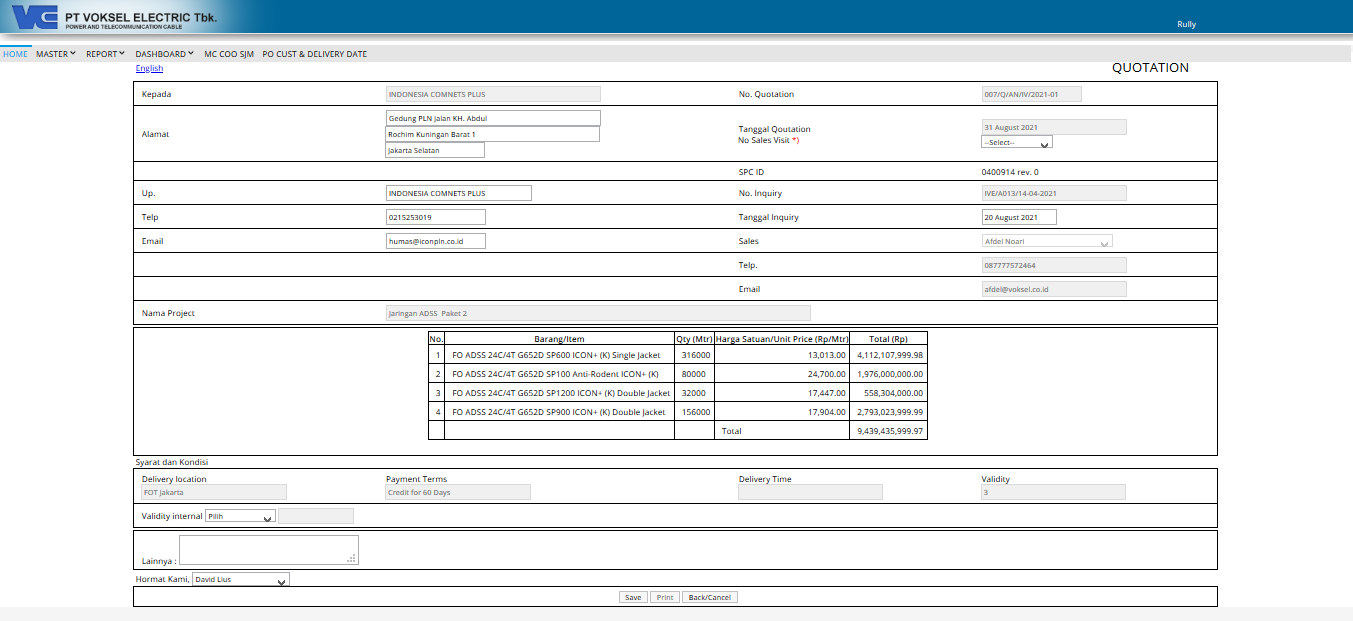 PT VOKSEL ELECTRIC Tbk.
POWER AND TELECOMMUNICATION CABLE
Rully
HOME MASTER REPORT DASHBOARD MC COO SJM PO CUST & DELIVERY DATE
English QUOTATION
Kepada INDONESIA COMNETS PLUS No. Quotation 007/Q/AN/IV/2021-01
Gedung PLN Jalan KH. Abdul
Alamat Rochim Kuningan Barat 1 Tanggal Qoutation 31 August 2021
No Sales Visit *) --Select--
Jakarta Selatan
SPC ID 0400914 rev. 0
Up. INDONESIA COMNETS PLUS No. Inquiry IVE/A013/14-04-2021
Telp 0215253019 Tanggal Inquiry 20 August 2021
Email humas@iconpln.co.id Sales Afdel Noari
Telp. 087777572464
Email afdel@voksel.co.id
Nama Project Jaringan ADSS Paket 2
No. Barang/Item Qty (Mtr) Harga Satuan/Unit Price (Rp/Mtr) Total (Rp)
1 FO ADSS 24C/4T G652D SP600 ICON+ (K) Single Jacket 316000 13,013.00 4,112,107,999.98
2 FO ADSS 24C/4T G652D SP100 Anti-Rodent ICON+ (K) 80000 24,700.00 1,976,000,000.00
3 FO ADSS 24C/4T G652D SP1200 ICON+ (K) Double Jacket 32000 17,447.00 558,304,000.00
4 FO ADSS 24C/4T G652D SP900 ICON+ (K) Double Jacket 156000 17,904.00 2,793,023,999.99
Total 9,439,435,999.97
Syarat dan Kondisi
Delivery location Payment Terms Delivery Time Validity
FOT Jakarta Credit for 60 Days 3
Validity internal Pilih
Lainnya :
Hormat Kami, David Lius
Save Print Back/Cancel